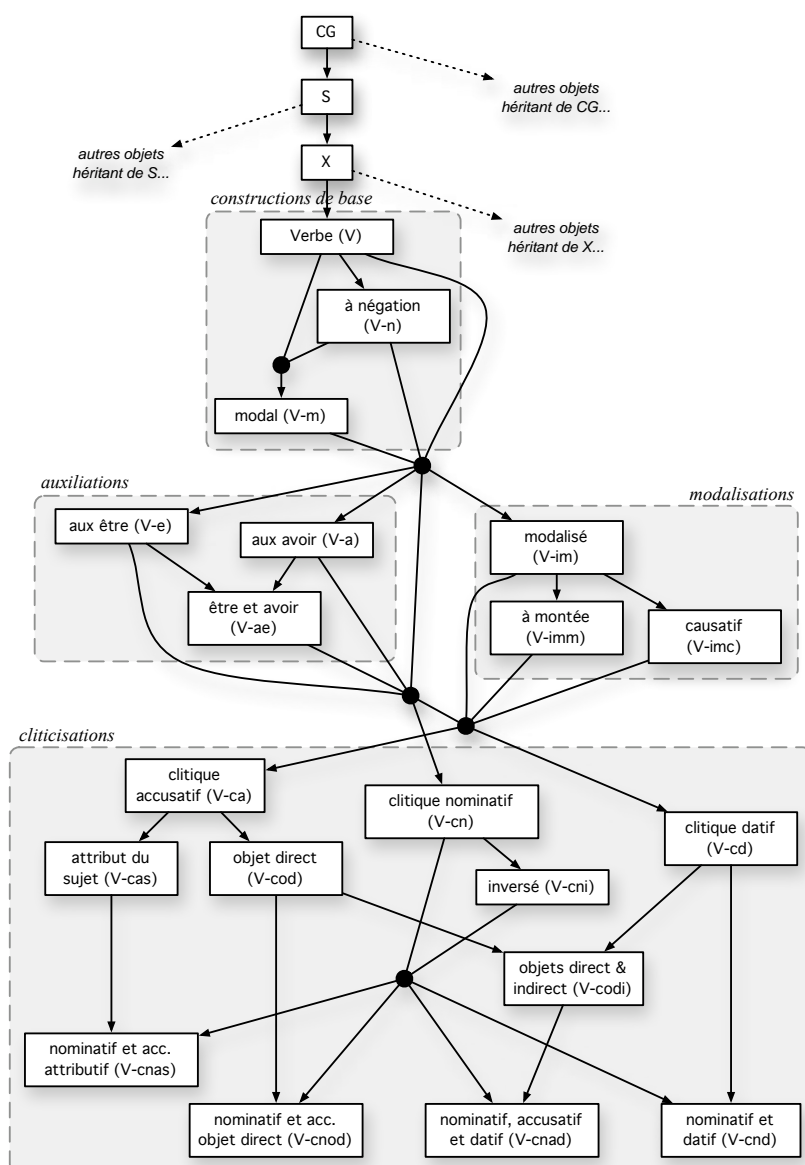 CG
autres objets
héritant de CG...
S
autres objets
héritant de S...
X
autres objets
héritant de X...
constructions de base
Verbe (V)
à négation
(V-n)
modal (V-m)
auxiliations
aux être (V-e)
aux avoir (V-a)
être et avoir
(V-ae)
modalisations
modalisé
(V-im)
à montée
(V-imm)
causatif
(V-imc)
cliticisations
clitique
accusatif (V-ca)
clitique nominatif
(V-cn)
clitique datif
(V-cd)
attribut du
sujet (V-cas)
objet direct
(V-cod)
inversé (V-cni)
objets direct &
indirect (V-codi)
nominatif et acc.
attributif (V-cnas)
nominatif et acc.
objet direct (V-cnod)
nominatif, accusatif
et datif (V-cnad)
nominatif et
datif (V-cnd)